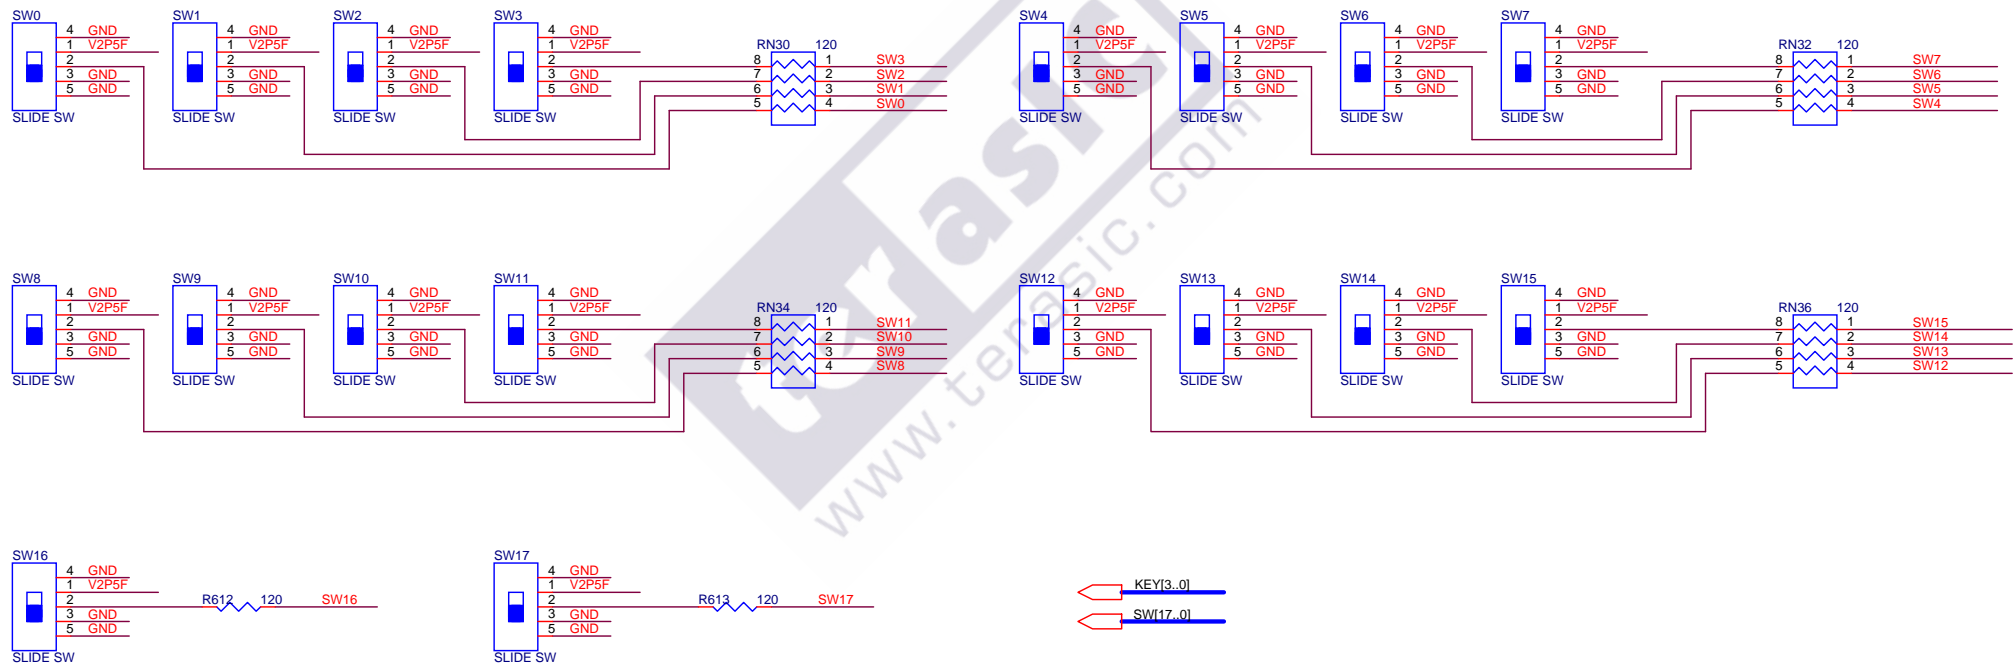 SW0 SW1 SW2 SW3 SW4 SW5 SW6 SW7
4 GND 4 GND 4 GND 4 GND 4 GND 4 GND 4 GND 4 GND
1 V2P5F 1 V2P5F 1 V2P5F 1 V2P5F RN30 120 1 V2P5F 1 V2P5F 1 V2P5F 1 V2P5F RN32 120
2 2 2 2 8 1 SW3 2 2 2 2 8 1 SW7
3 GND 3 GND 3 GND 3 GND 7 2 SW2 3 GND 3 GND 3 GND 3 GND 7 2 SW6
5 GND 5 GND 5 GND 5 GND 6 3 SW1 5 GND 5 GND 5 GND 5 GND 6 3 SW5
5 4 SW0 5 4 SW4
SLIDE SW SLIDE SW SLIDE SW SLIDE SW SLIDE SW SLIDE SW SLIDE SW SLIDE SW
SW8 SW9 SW10 SW11 SW12 SW13 SW14 SW15
4 GND 4 GND 4 GND 4 GND 4 GND 4 GND 4 GND 4 GND
1 V2P5F 1 V2P5F 1 V2P5F 1 V2P5F RN34 120 1 V2P5F 1 V2P5F 1 V2P5F 1 V2P5F RN36 120
2 2 2 2 8 1 SW11 2 2 2 2 8 1 SW15
3 GND 3 GND 3 GND 3 GND 7 2 SW10 3 GND 3 GND 3 GND 3 GND 7 2 SW14
5 GND 5 GND 5 GND 5 GND 6 3 SW9 5 GND 5 GND 5 GND 5 GND 6 3 SW13
5 4 SW8 5 4 SW12
SLIDE SW SLIDE SW SLIDE SW SLIDE SW SLIDE SW SLIDE SW SLIDE SW SLIDE SW
SW16 SW17
4 GND 4 GND
1 V2P5F 1 V2P5F KEY[3..0]
2 R612 120 SW16 2 R613 120 SW17
3 GND 3 GND SW[17..0]
5 GND 5 GND
SLIDE SW SLIDE SW
terasic
www.terasic.com